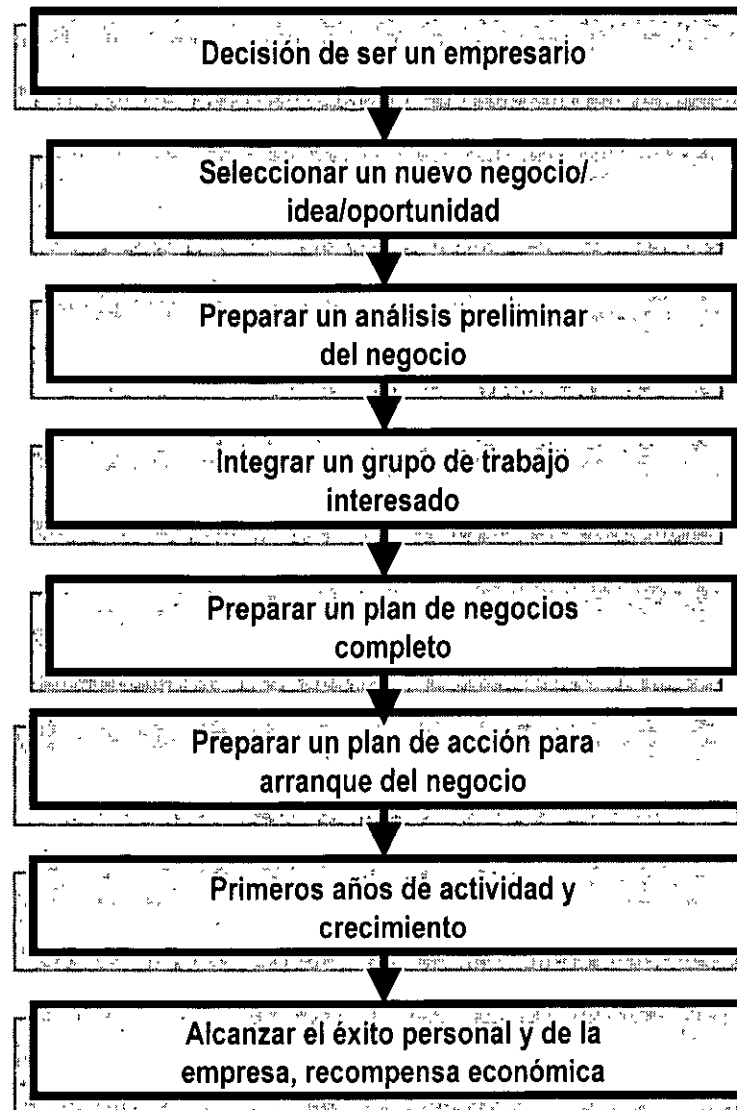 Decisión de ser un empresario
Seleccionar un nuevo negocio/
idea/oportunidad
Preparar un análisis preliminar
del negocio
Integrar un grupo de trabajo
interesado
Preparar un plan de negocios
completo
Preparar un plan de acción para
arranque del negocio
Primeros años de actividad y
crecimiento
Alcanzar el éxito personal y de la
empresa, recompensa económica